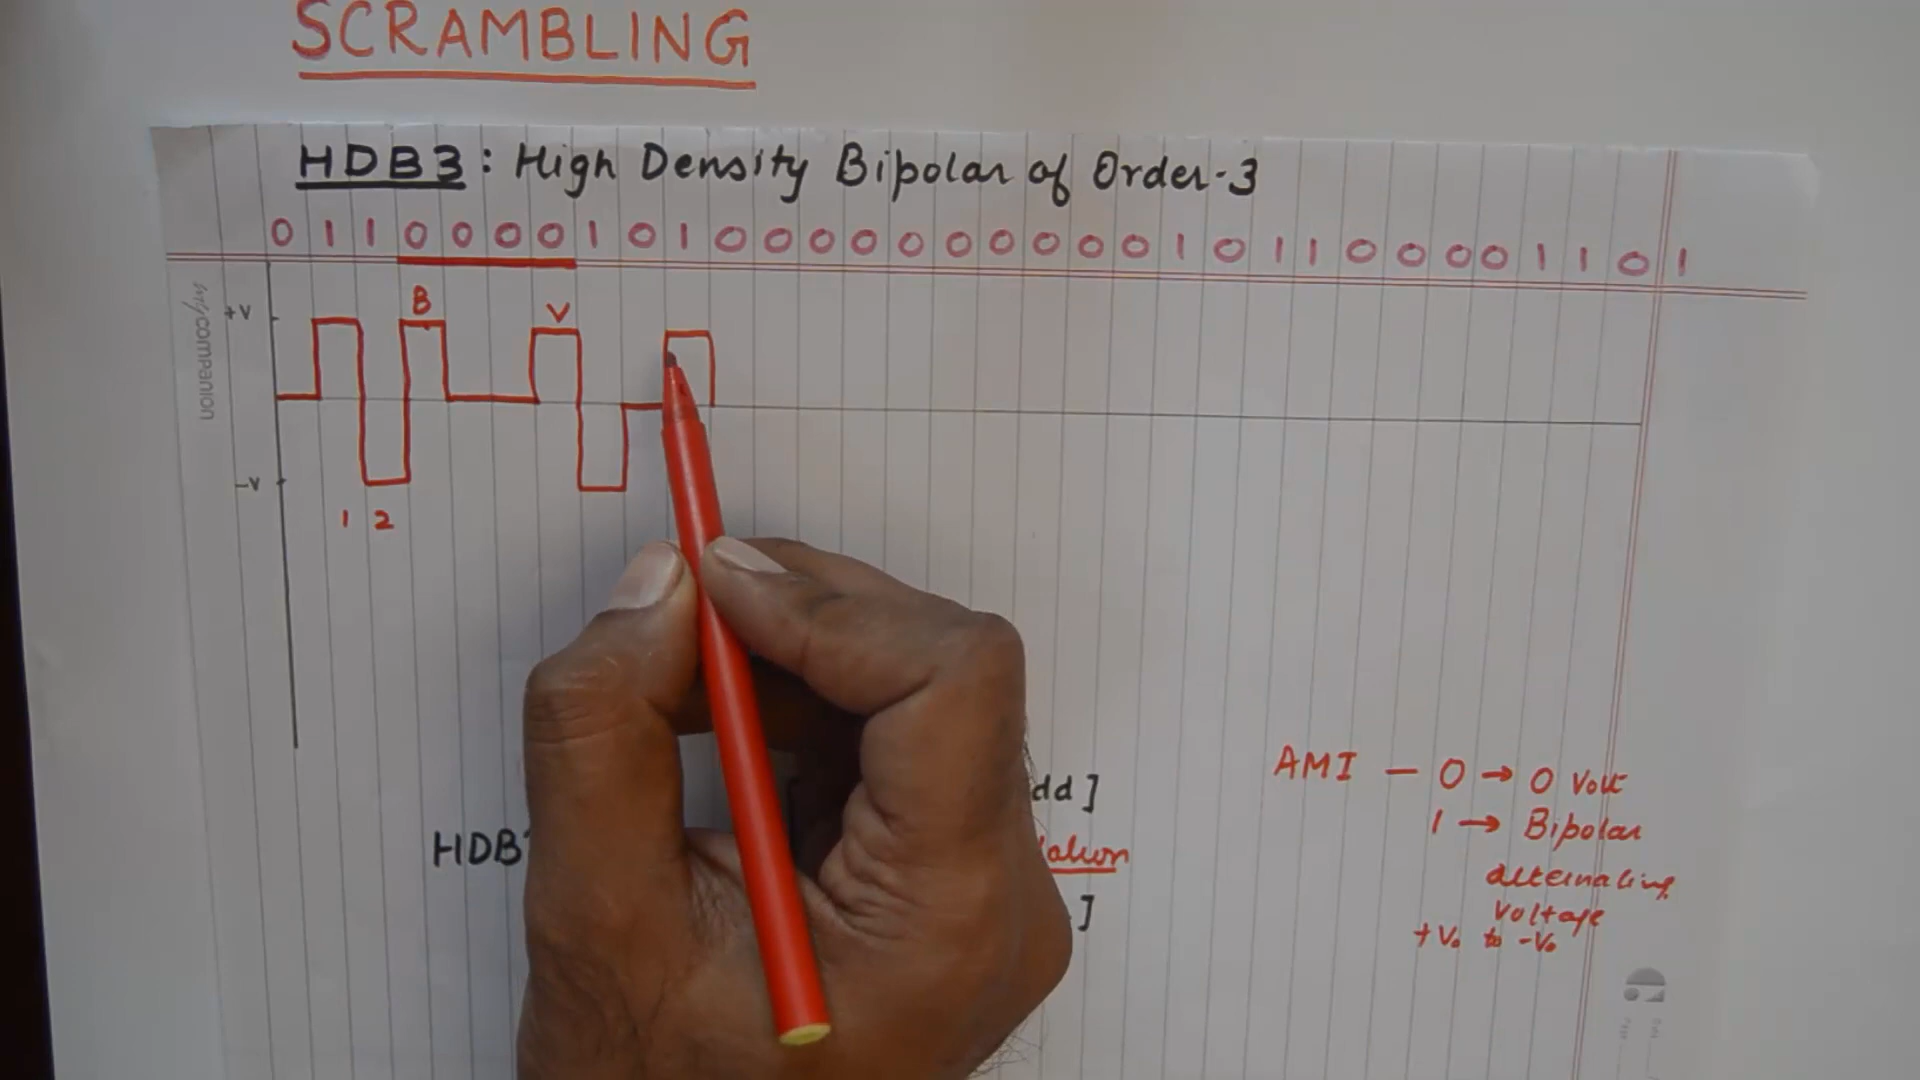 SCRAMBLING
HDB3 : High Density Bipolar of Order-3
0 1 1 0 0 0 0 1 0 1 0 0 0 0 0 0 0 0 0 0 1 0 1 1 0 0 0 0 1 1 0 1
mycompanion
B V
+V
-V
1 2
dd ]
HDB
]
AMI - 0 → 0 Volt
1 → Bipolar
alternating
Voltage
+V₀ to -V₀